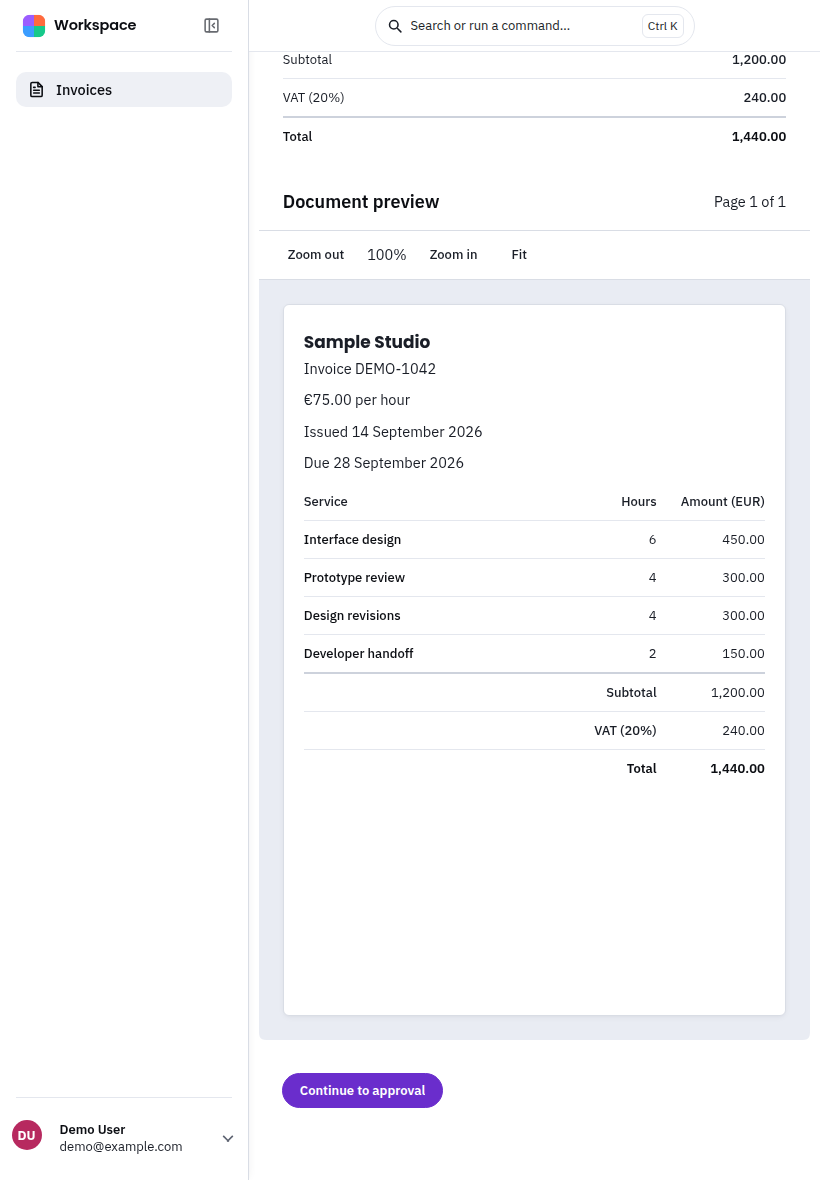 Workspace
Search or run a command...
Ctrl K
Invoices
Subtotal 1,200.00
VAT (20%) 240.00
Total 1,440.00
Document preview
Page 1 of 1
Zoom out 100% Zoom in Fit
Sample Studio
Invoice DEMO-1042
€75.00 per hour
Issued 14 September 2026
Due 28 September 2026
Service Hours Amount (EUR)
Interface design 6 450.00
Prototype review 4 300.00
Design revisions 4 300.00
Developer handoff 2 150.00
Subtotal 1,200.00
VAT (20%) 240.00
Total 1,440.00
Continue to approval
DU
Demo User
demo@example.com